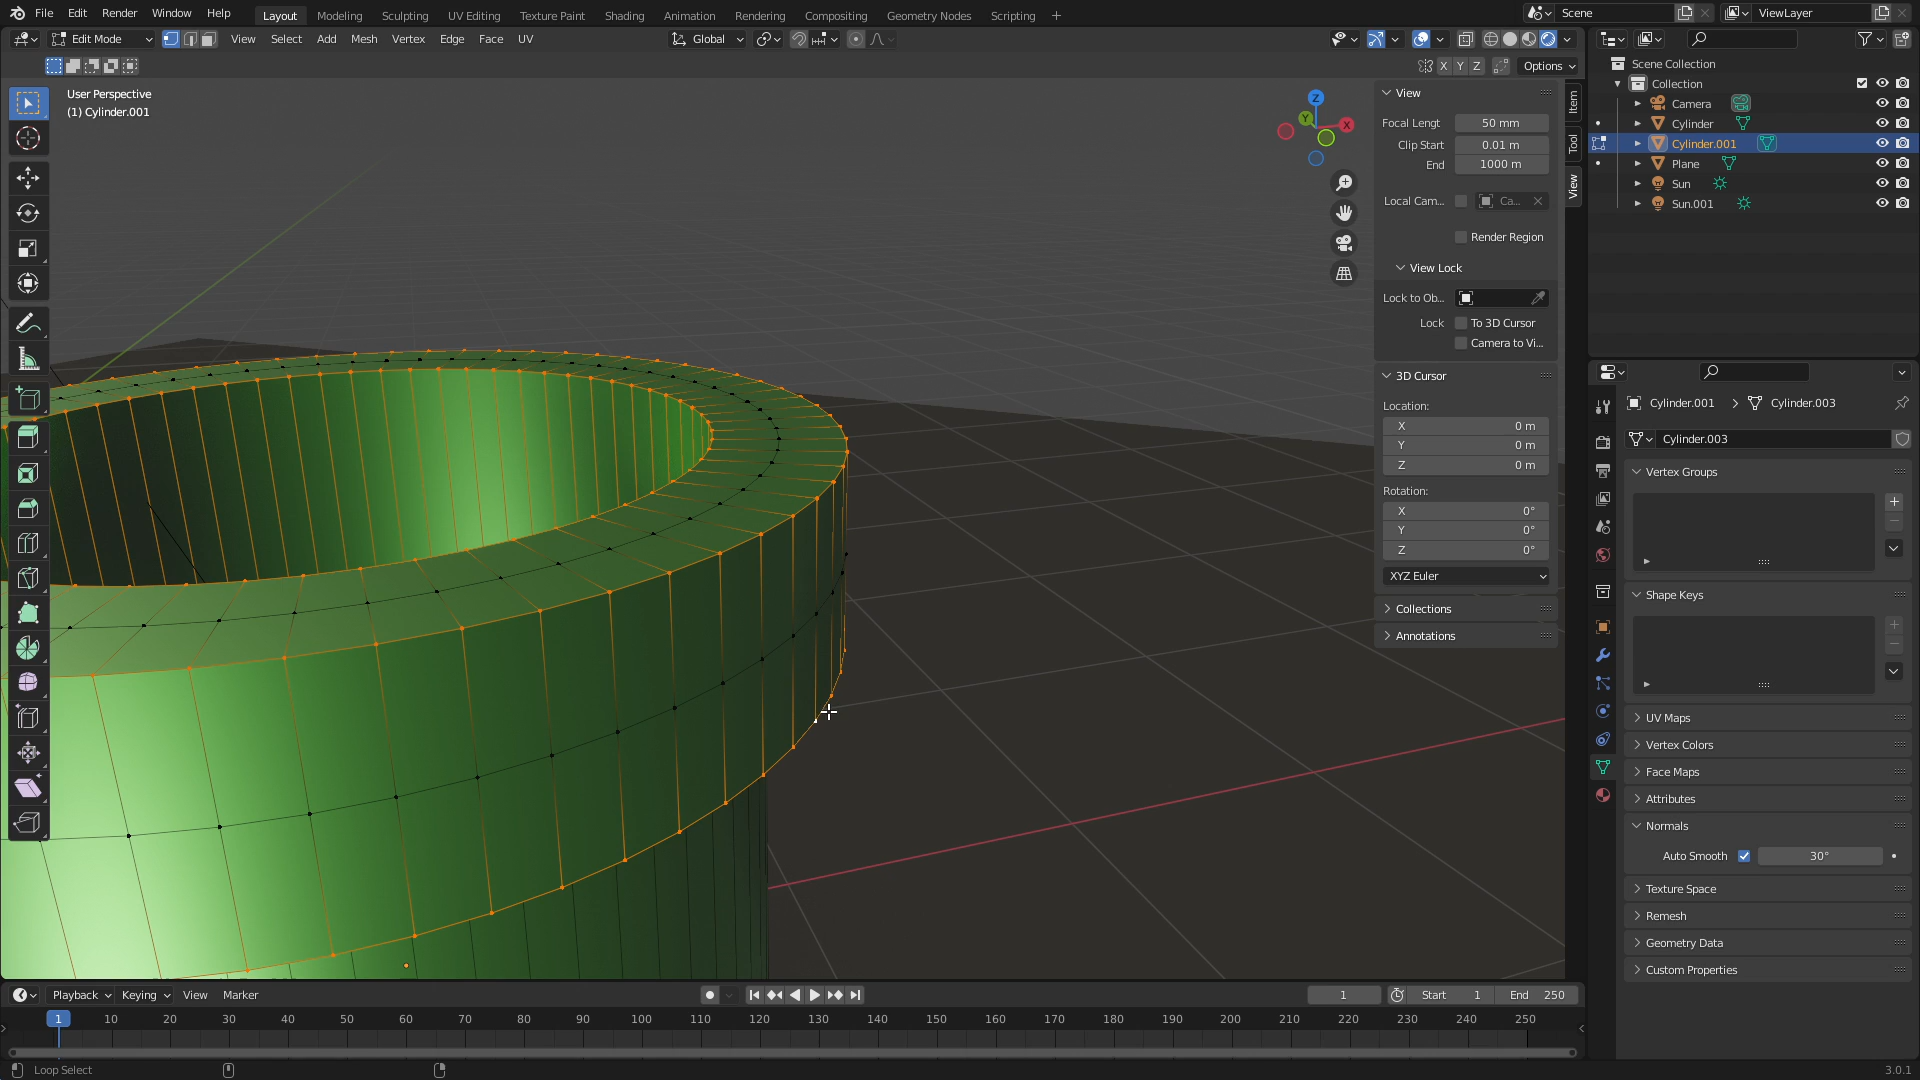 File Edit Render Window Help Layout Modeling Sculpting UV Editing Texture Paint Shading Animation Rendering Compositing Geometry Nodes Scripting + Scene ViewLayer
Edit Mode View Select Add Mesh Vertex Edge Face UV Global
X Y Z Options
User Perspective
(1) Cylinder.001
Z
Y
X
View
Focal Lengt 50 mm
Clip Start 0.01 m
End 1000 m
Local Cam... Ca...
Render Region
View Lock
Lock to Ob...
Lock To 3D Cursor
Camera to Vi...
3D Cursor
Location:
X 0 m
Y 0 m
Z 0 m
Rotation:
X 0°
Y 0°
Z 0°
XYZ Euler
Collections
Annotations
Item
Tool
View
Scene Collection
Collection
Camera
Cylinder
Cylinder.001
Plane
Sun
Sun.001
Cylinder.001 Cylinder.003
Cylinder.003
Vertex Groups
Shape Keys
UV Maps
Vertex Colors
Face Maps
Attributes
Normals
Auto Smooth 30°
Texture Space
Remesh
Geometry Data
Custom Properties
Playback Keying View Marker 1 Start 1 End 250
1 10 20 30 40 50 60 70 80 90 100 110 120 130 140 150 160 170 180 190 200 210 220 230 240 250
Loop Select 3.0.1